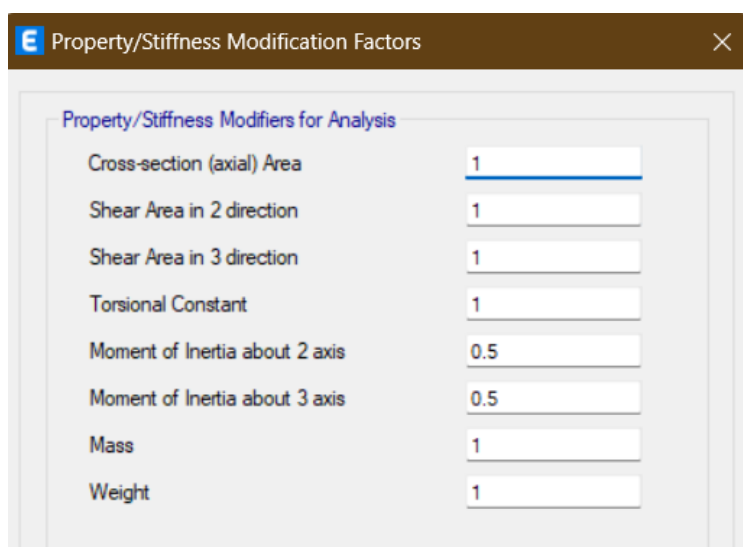 E Property/Stiffness Modification Factors
Property/Stiffness Modifiers for Analysis
Cross-section (axial) Area 1
Shear Area in 2 direction 1
Shear Area in 3 direction 1
Torsional Constant 1
Moment of Inertia about 2 axis 0.5
Moment of Inertia about 3 axis 0.5
Mass 1
Weight 1